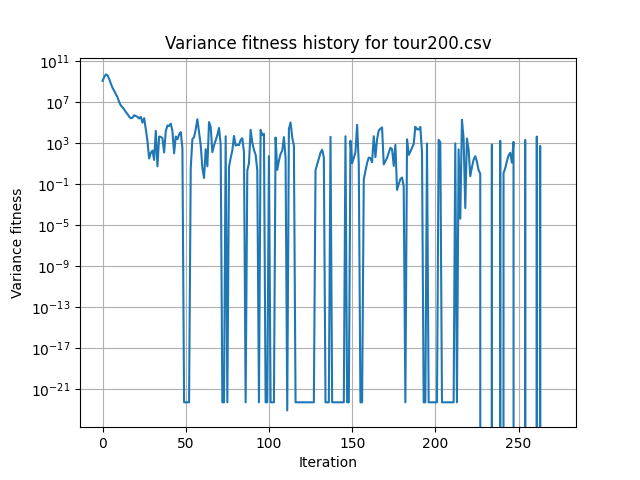 Variance fitness history for tour200.csv
10^11
10^7
10^3
10^−1
10^−5
10^−9
10^−13
10^−17
10^−21
Variance fitness
0 50 100 150 200 250
Iteration